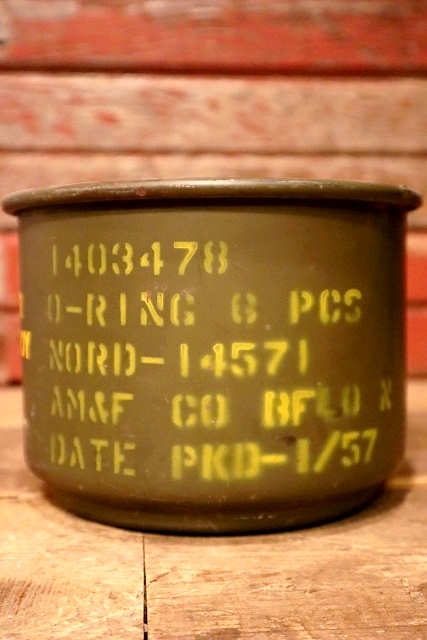 1403478
O-RING 6 PCS
NORD-14571
AM&F CO BFLO N
DATE PKD-1/57